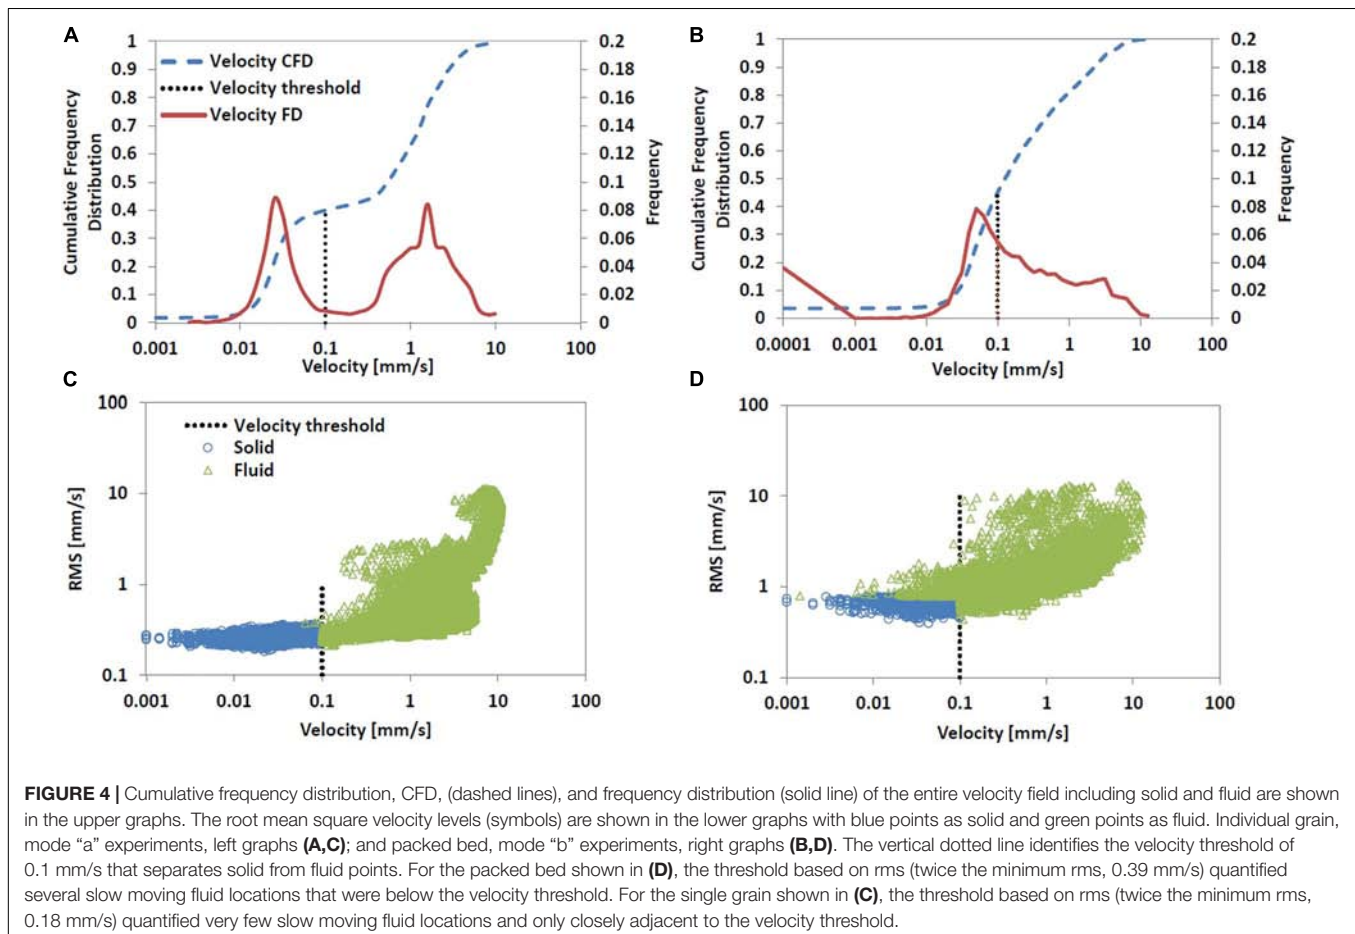 A
Cumulative Frequency
Distribution
1
0.9
0.8
0.7
0.6
0.5
0.4
0.3
0.2
0.1
0
Velocity CFD
Velocity threshold
Velocity FD
0.2
0.18
0.16
0.14
0.12
0.1
0.08
0.06
0.04
0.02
0
Frequency
0.001 0.01 0.1 1 10 100
Velocity [mm/s]
B
Cumulative Frequency
Distribution
1
0.9
0.8
0.7
0.6
0.5
0.4
0.3
0.2
0.1
0
0.2
0.18
0.16
0.14
0.12
0.1
0.08
0.06
0.04
0.02
0
Frequency
0.0001 0.001 0.01 0.1 1 10 100
Velocity [mm/s]
C
RMS [mm/s]
100
10
1
0.1
Velocity threshold
Solid
Fluid
0.001 0.01 0.1 1 10 100
Velocity [mm/s]
D
RMS [mm/s]
100
10
1
0.1
0.001 0.01 0.1 1 10 100
Velocity [mm/s]
FIGURE 4 | Cumulative frequency distribution, CFD, (dashed lines), and frequency distribution (solid line) of the entire velocity field including solid and fluid are shown
in the upper graphs. The root mean square velocity levels (symbols) are shown in the lower graphs with blue points as solid and green points as fluid. Individual grain,
mode “a” experiments, left graphs (A,C); and packed bed, mode “b” experiments, right graphs (B,D). The vertical dotted line identifies the velocity threshold of
0.1 mm/s that separates solid from fluid points. For the packed bed shown in (D), the threshold based on rms (twice the minimum rms, 0.39 mm/s) quantified
several slow moving fluid locations that were below the velocity threshold. For the single grain shown in (C), the threshold based on rms (twice the minimum rms,
0.18 mm/s) quantified very few slow moving fluid locations and only closely adjacent to the velocity threshold.